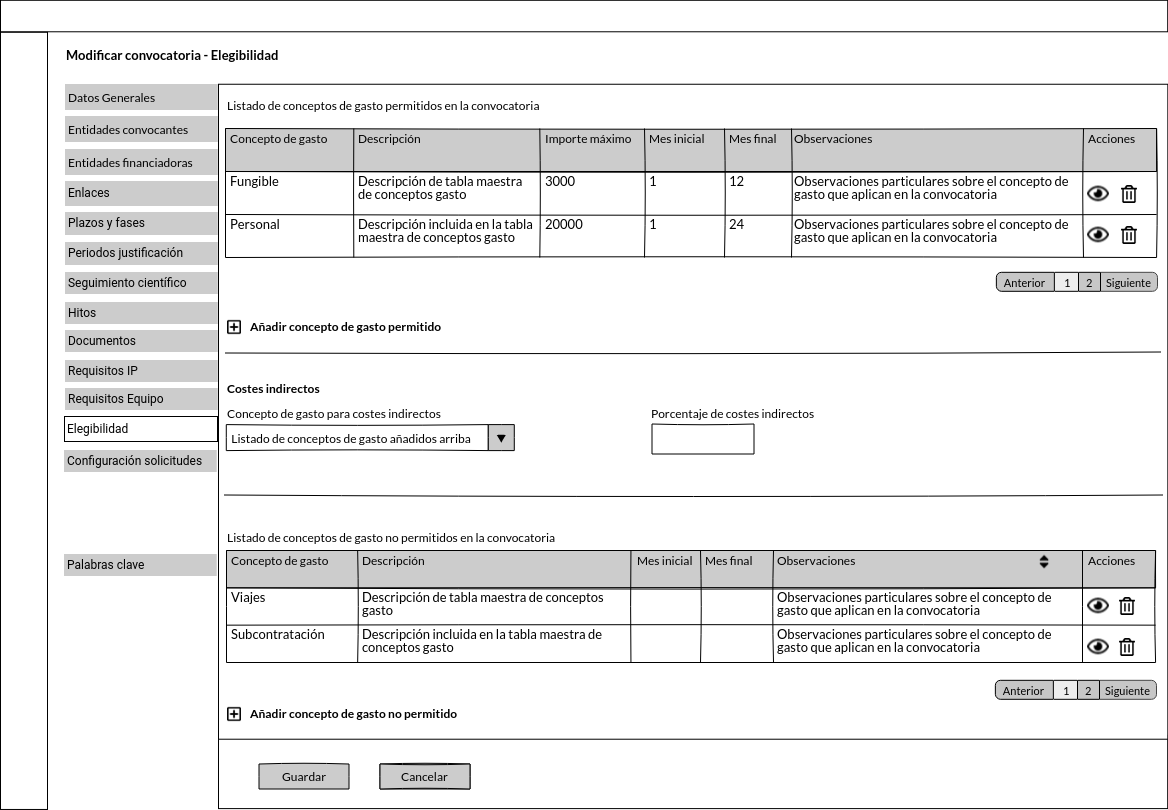 Modificar convocatoria - Elegibilidad
Datos Generales
Entidades convocantes
Entidades financiadoras
Enlaces
Plazos y fases
Periodos justificación
Seguimiento científico
Hitos
Documentos
Requisitos IP
Requisitos Equipo
Elegibilidad
Configuración solicitudes
Palabras clave
Listado de conceptos de gasto permitidos en la convocatoria
Concepto de gasto Descripción Importe máximo Mes inicial Mes final Observaciones Acciones
Fungible Descripción de tabla maestra 3000 1 12 Observaciones particulares sobre el concepto de
de conceptos gasto gasto que aplican en la convocatoria
Personal Descripción incluida en la tabla 20000 1 24 Observaciones particulares sobre el concepto de
maestra de conceptos gasto gasto que aplican en la convocatoria
Anterior 1 2 Siguiente
Añadir concepto de gasto permitido
Costes indirectos
Concepto de gasto para costes indirectos Porcentaje de costes indirectos
Listado de conceptos de gasto añadidos arriba
Listado de conceptos de gasto no permitidos en la convocatoria
Concepto de gasto Descripción Mes inicial Mes final Observaciones Acciones
Viajes Descripción de tabla maestra de conceptos Observaciones particulares sobre el concepto de
gasto gasto que aplican en la convocatoria
Subcontratación Descripción incluida en la tabla maestra de Observaciones particulares sobre el concepto de
conceptos gasto gasto que aplican en la convocatoria
Anterior 1 2 Siguiente
Añadir concepto de gasto no permitido
Guardar Cancelar